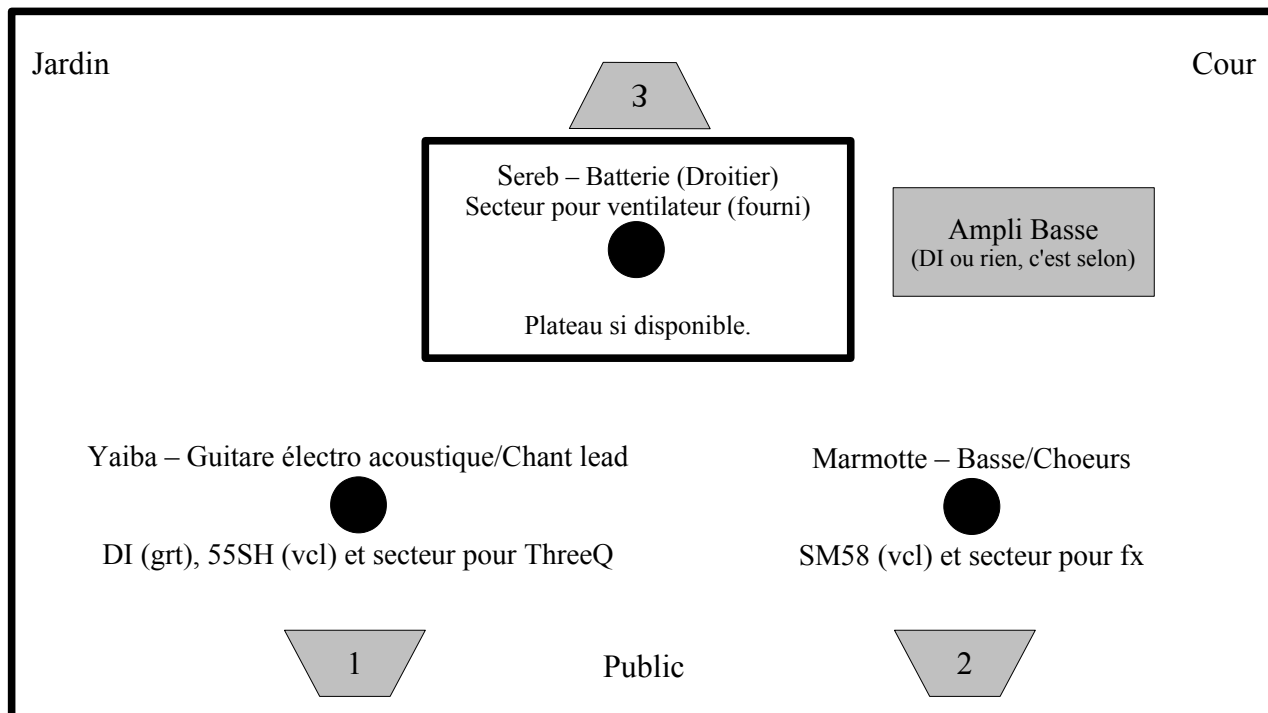 Jardin
Cour
3
Sereb – Batterie (Droitier)
Secteur pour ventilateur (fourni)
Ampli Basse
(DI ou rien, c'est selon)
Plateau si disponible.
Yaiba – Guitare électro acoustique/Chant lead
Marmotte – Basse/Choeurs
DI (grt), 55SH (vcl) et secteur pour ThreeQ
SM58 (vcl) et secteur pour fx
1
Public
2